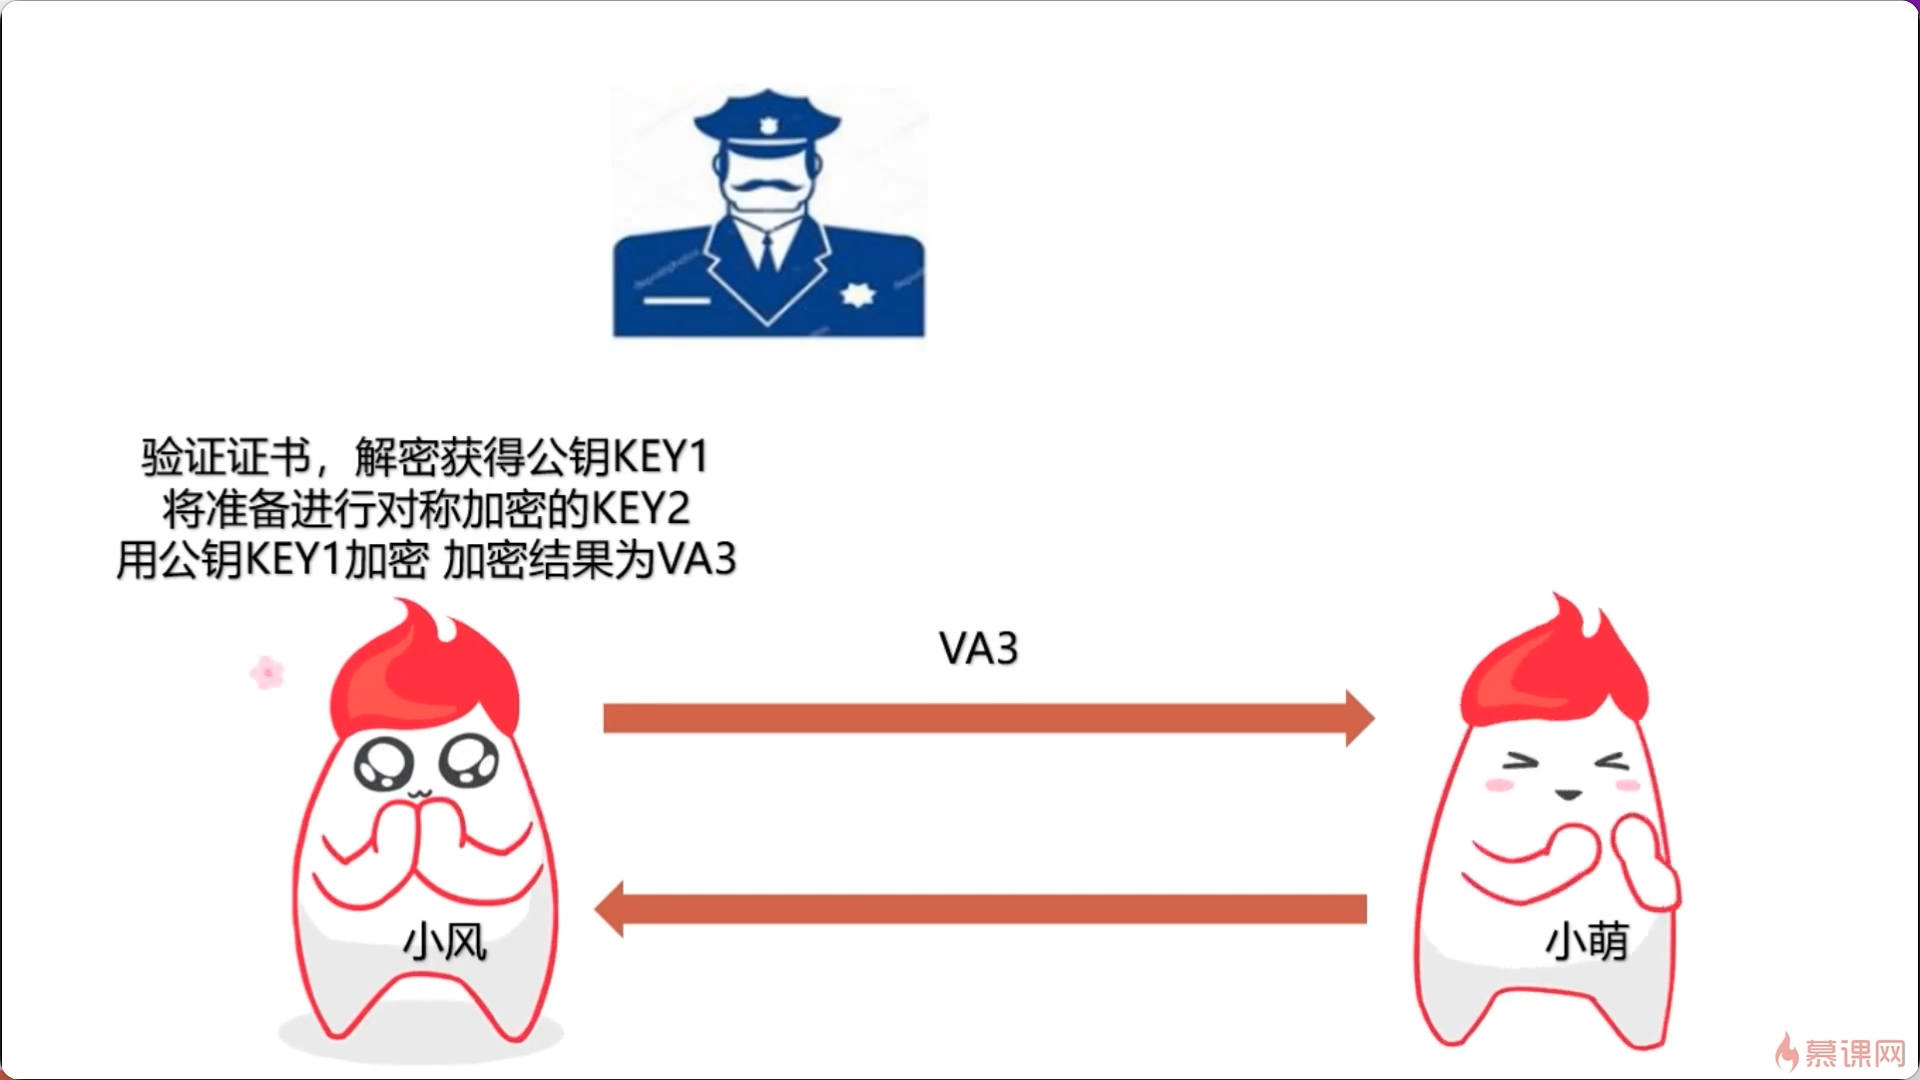 验证证书，解密获得公钥KEY1
将准备进行对称加密的KEY2
用公钥KEY1加密 加密结果为VA3
VA3
小风
小萌
慕课网